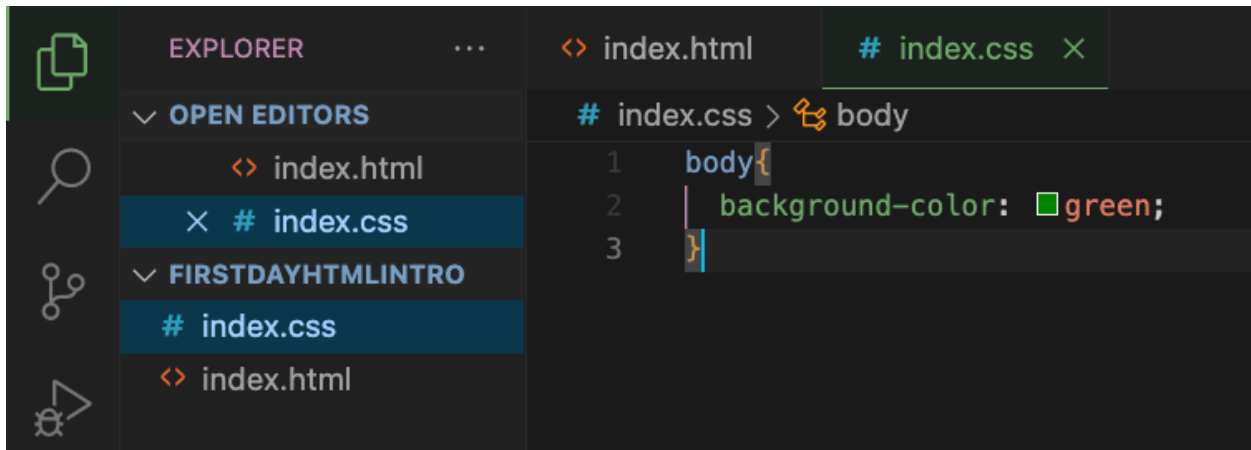 EXPLORER ...
OPEN EDITORS
<> index.html
× # index.css
FIRSTDAYHTMLINTRO
# index.css
<> index.html
<> index.html # index.css ×
# index.css > body
1 body{
2 background-color: green;
3 }